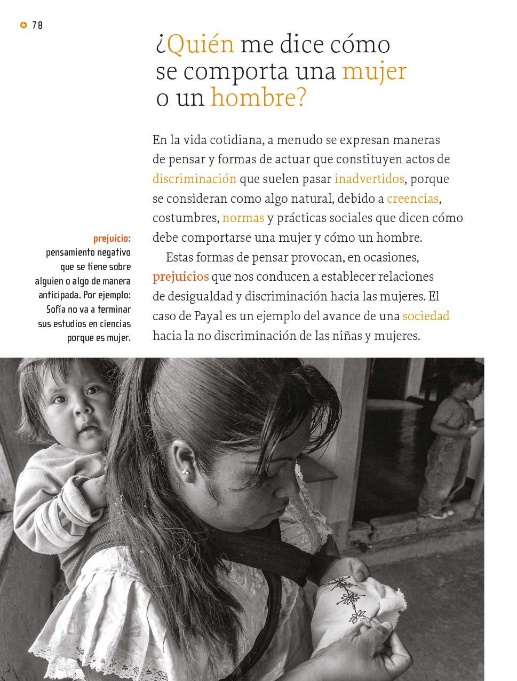 78
¿Quién me dice cómo
se comporta una mujer
o un hombre?
En la vida cotidiana, a menudo se expresan maneras
de pensar y formas de actuar que constituyen actos de
discriminación que suelen pasar inadvertidos, porque
se consideran como algo natural, debido a creencias,
costumbres, normas y prácticas sociales que dicen cómo
debe comportarse una mujer y cómo un hombre.
Estas formas de pensar provocan, en ocasiones,
prejuicios que nos conducen a establecer relaciones
de desigualdad y discriminación hacia las mujeres. El
caso de Payal es un ejemplo del avance de una sociedad
hacia la no discriminación de las niñas y mujeres.
prejuicio:
pensamiento negativo
que se tiene sobre
alguien o algo de manera
anticipada. Por ejemplo:
Sofía no va a terminar
sus estudios en ciencias
porque es mujer.